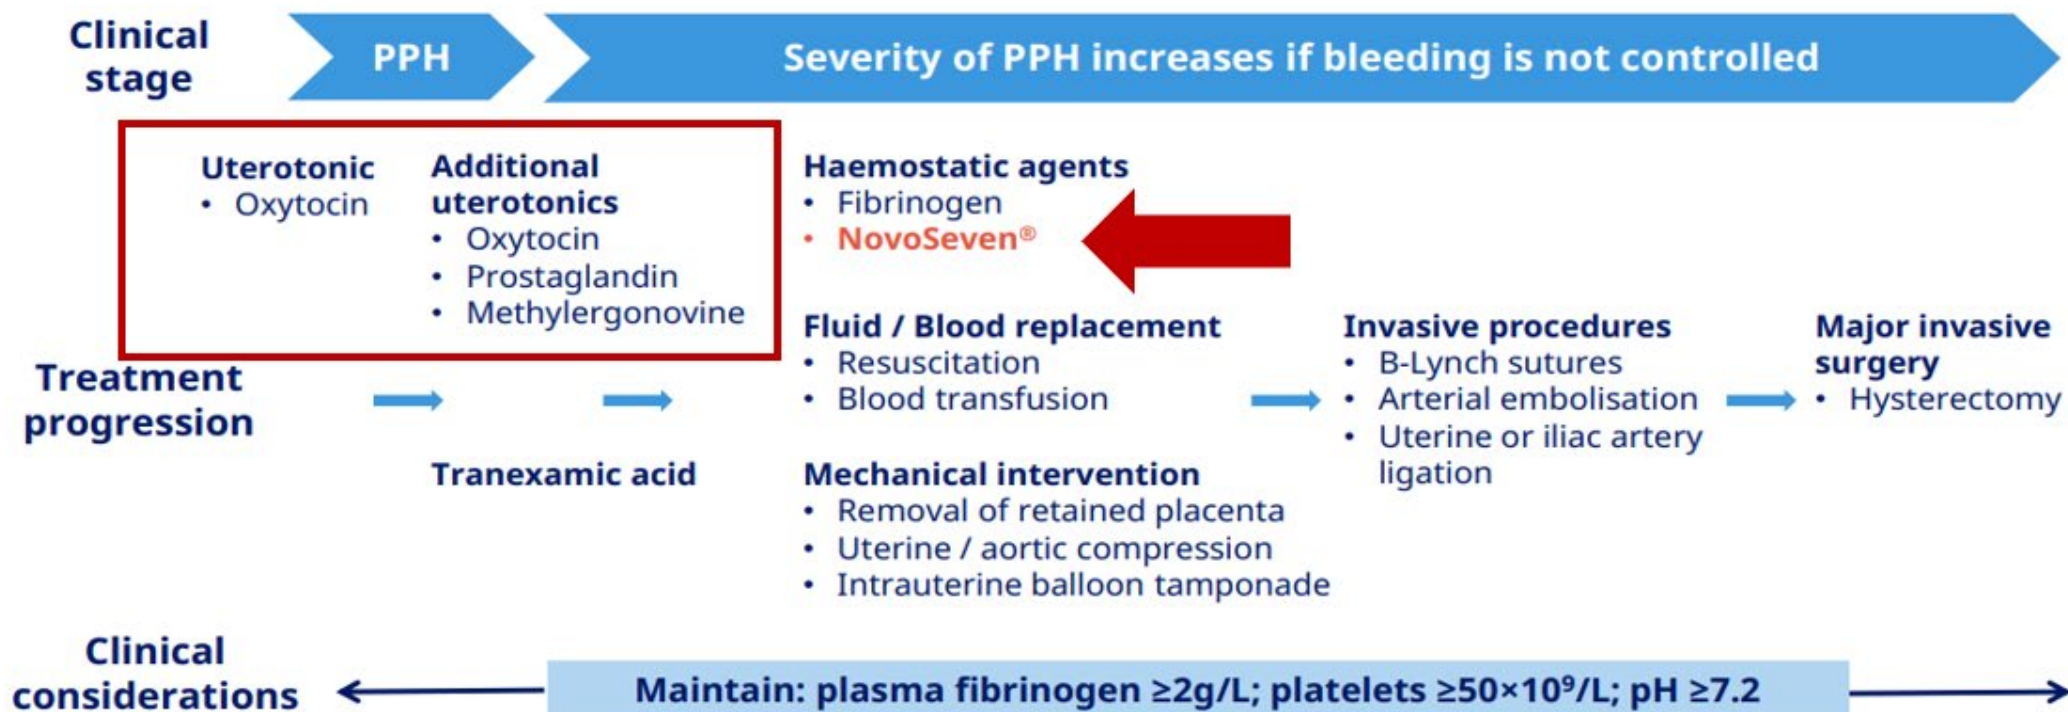 Clinical
stage
PPH
Severity of PPH increases if bleeding is not controlled
Uterotonic
• Oxytocin
Additional
uterotonics
• Oxytocin
• Prostaglandin
• Methylergonovine
Haemostatic agents
• Fibrinogen
• NovoSeven®
Treatment
progression
Tranexamic acid
Fluid / Blood replacement
• Resuscitation
• Blood transfusion
Mechanical intervention
• Removal of retained placenta
• Uterine / aortic compression
• Intrauterine balloon tamponade
Invasive procedures
• B-Lynch sutures
• Arterial embolisation
• Uterine or iliac artery
ligation
Major invasive
surgery
• Hysterectomy
Clinical
considerations
Maintain: plasma fibrinogen ≥2g/L; platelets ≥50×10⁹/L; pH ≥7.2